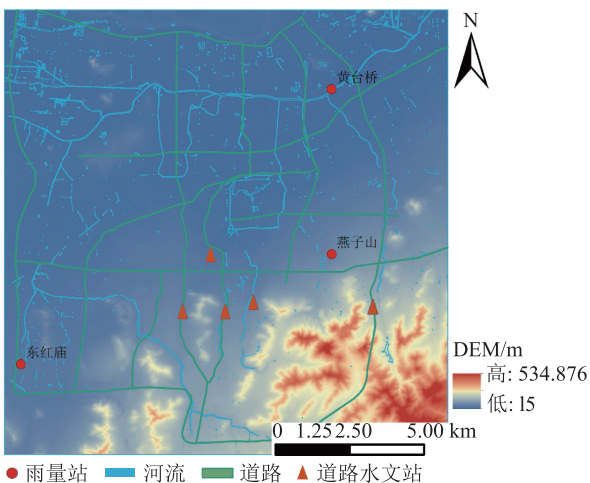 N
黄台桥
燕子山
东红庙
DEM/m
高: 534.876
低: 15
0 1.25 2.50 5.00 km
雨量站 河流 道路 道路水文站